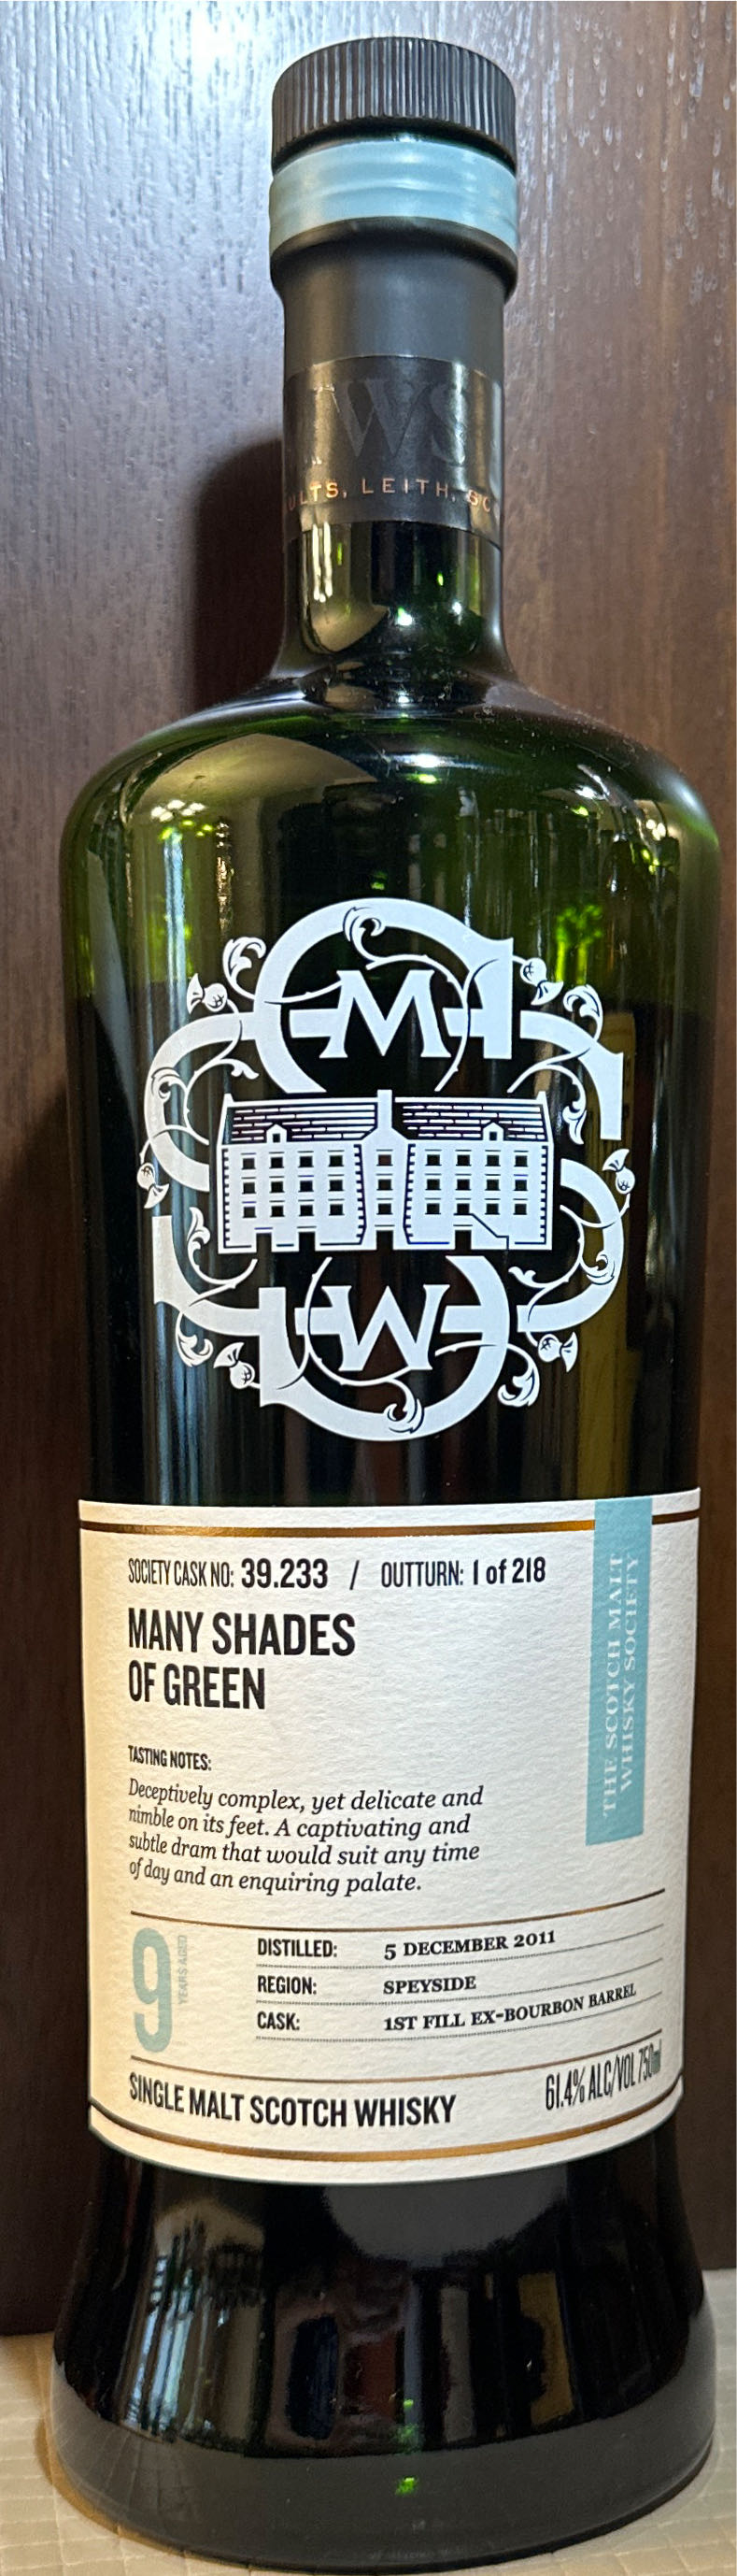 WS
LEITH,
M
W
SOCIETY CASK NO: 39.233 / OUTTURN: 1 of 218
MANY SHADES
OF GREEN
THE SCOTCH MALT
WHISKY SOCIETY
TASTING NOTES:
Deceptively complex, yet delicate and
nimble on its feet. A captivating and
subtle dram that would suit any time
of day and an enquiring palate.
9 YEARS AGED
DISTILLED: 5 DECEMBER 2011
REGION: SPEYSIDE
CASK: 1ST FILL EX-BOURBON BARREL
SINGLE MALT SCOTCH WHISKY 61.4% ALC/VOL 750ml